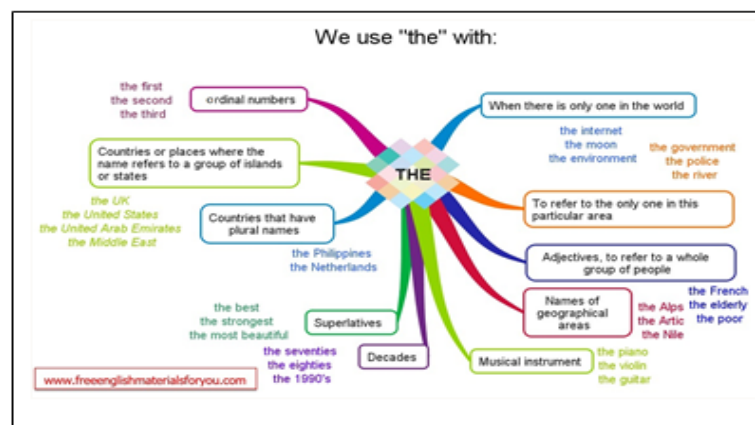 We use "the" with:
the first
the second
the third
ordinal numbers
Countries or places where the
name refers to a group of islands
or states
the UK
the United States
the United Arab Emirates
the Middle East
Countries that have
plural names
the Philippines
the Netherlands
the best
the strongest
the most beautiful
Superlatives
the seventies
the eighties
the 1990's
Decades
www.freeenglishmaterialsforyou.com
THE
When there is only one in the world
the internet
the moon
the environment
the government
the police
the river
To refer to the only one in this
particular area
Adjectives, to refer to a whole
group of people
the French
the elderly
the poor
Names of
geographical
areas
the Alps
the Artic
the Nile
Musical instrument
the piano
the violin
the guitar